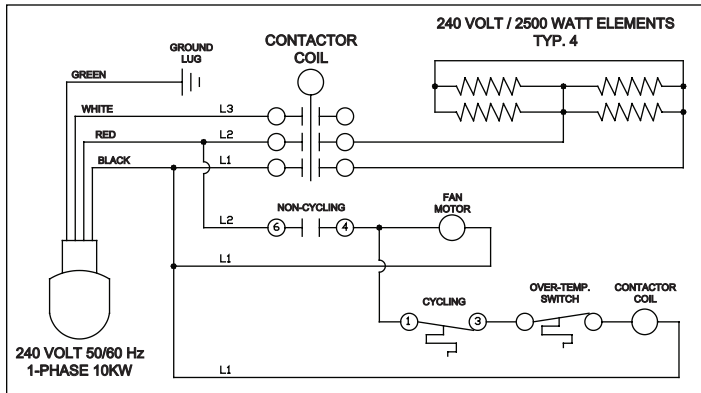 240 VOLT / 2500 WATT ELEMENTS
TYP. 4
CONTACTOR
COIL
GROUND
LUG
GREEN
WHITE
L3
RED
L2
BLACK
L1
NON-CYCLING
FAN
MOTOR
L2
6
4
L1
CYCLING
OVER-TEMP.
SWITCH
CONTACTOR
COIL
1
3
240 VOLT 50/60 Hz
1-PHASE 10KW
L1